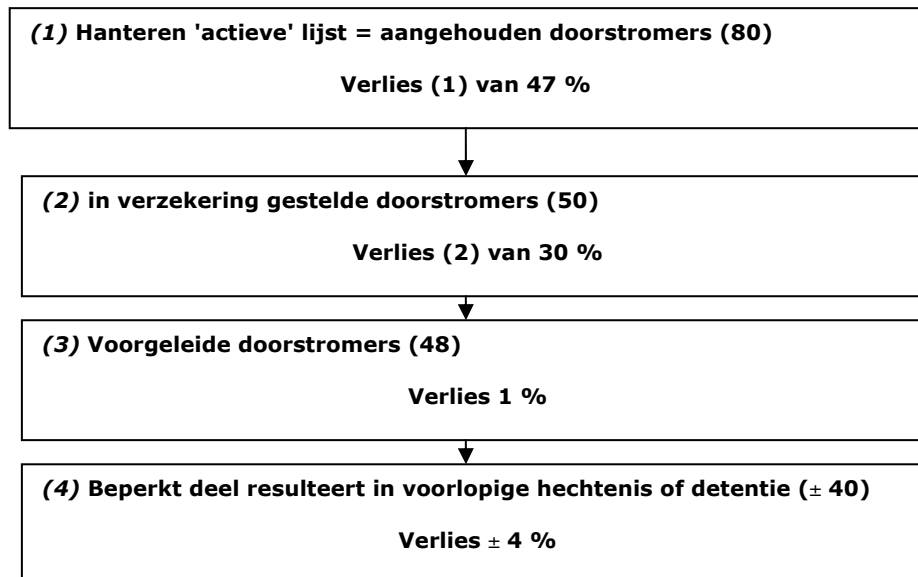 (1) Hanteren 'actieve' lijst = aangehouden doorstromers (80)
Verlies (1) van 47 %
(2) in verzekering gestelde doorstromers (50)
Verlies (2) van 30 %
(3) Voorgeleide doorstromers (48)
Verlies 1 %
(4) Beperkt deel resulteert in voorlopige hechtenis of detentie (± 40)
Verlies ± 4 %